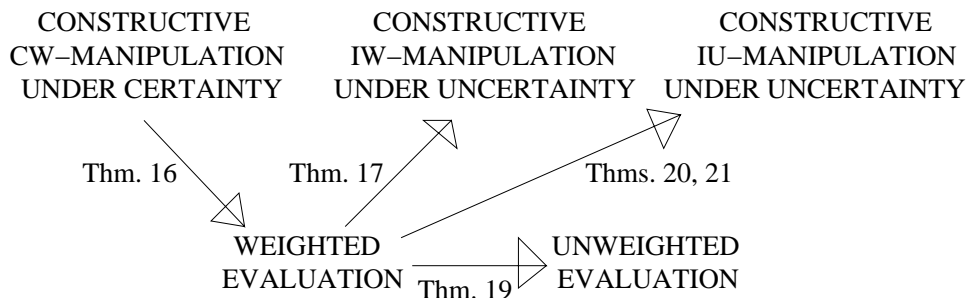 CONSTRUCTIVE
CW−MANIPULATION
UNDER CERTAINTY
CONSTRUCTIVE
IW−MANIPULATION
UNDER UNCERTAINTY
CONSTRUCTIVE
IU−MANIPULATION
UNDER UNCERTAINTY
Thm. 16
Thm. 17
Thms. 20, 21
WEIGHTED
EVALUATION
Thm. 19
UNWEIGHTED
EVALUATION